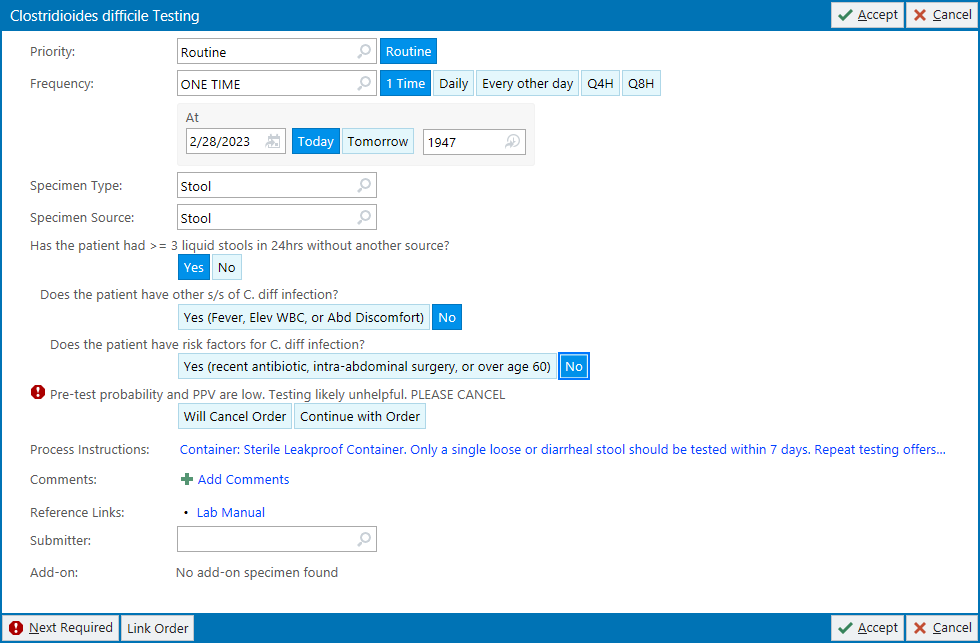 Clostridioides difficile Testing Accept Cancel
Priority: Routine Routine
Frequency: ONE TIME 1 Time Daily Every other day Q4H Q8H
At
2/28/2023 Today Tomorrow 1947
Specimen Type: Stool
Specimen Source: Stool
Has the patient had >= 3 liquid stools in 24hrs without another source?
Yes No
Does the patient have other s/s of C. diff infection?
Yes (Fever, Elev WBC, or Abd Discomfort) No
Does the patient have risk factors for C. diff infection?
Yes (recent antibiotic, intra-abdominal surgery, or over age 60) No
Pre-test probability and PPV are low. Testing likely unhelpful. PLEASE CANCEL
Will Cancel Order Continue with Order
Process Instructions: Container: Sterile Leakproof Container. Only a single loose or diarrheal stool should be tested within 7 days. Repeat testing offers...
Comments: Add Comments
Reference Links: • Lab Manual
Submitter:
Add-on: No add-on specimen found
Next Required Link Order Accept Cancel